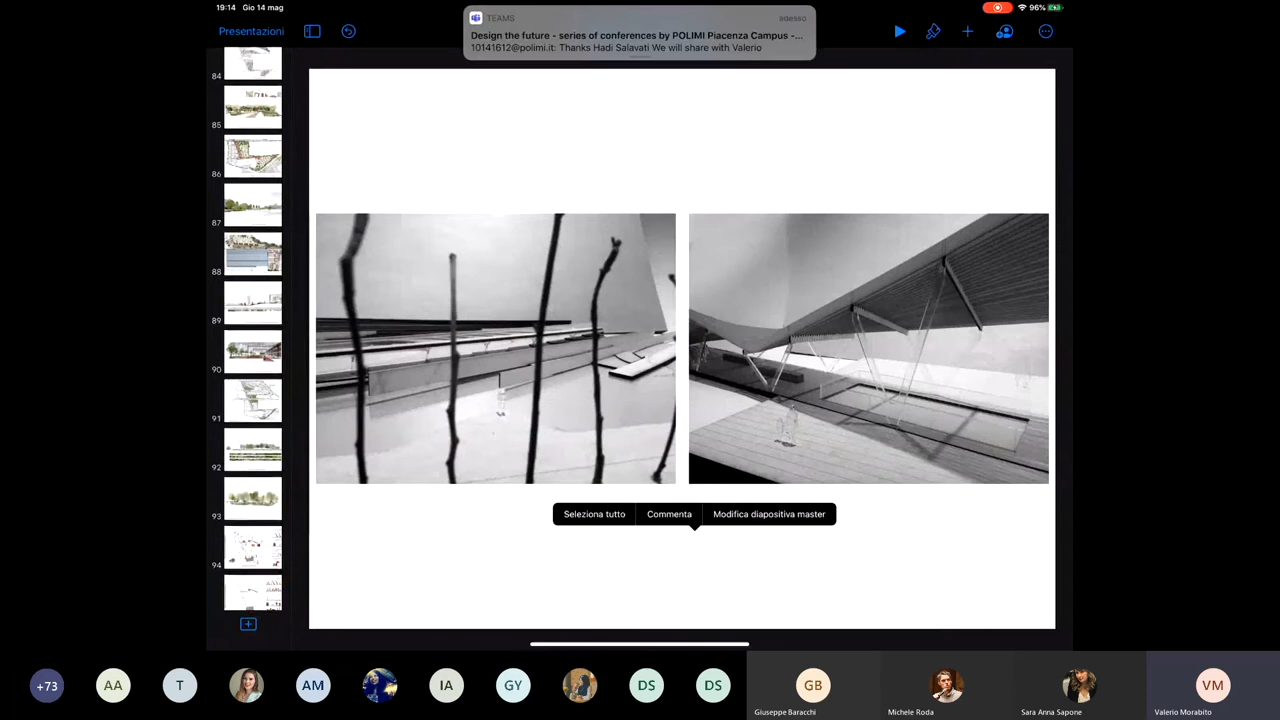 19:14 Gio 14 mag
96%
TEAMS
adesso
Design the future - series of conferences by POLIMI Piacenza Campus -...
10141612@polimi.it: Thanks Hadi Salavati We will share with Valerio
Presentazioni
84
85
86
87
88
89
90
91
92
93
94
Seleziona tutto
Commenta
Modifica diapositiva master
+73
AA
T
AM
IA
GY
DS
DS
GB
VM
Giuseppe Baracchi
Michele Roda
Sara Anna Sapone
Valerio Morabito